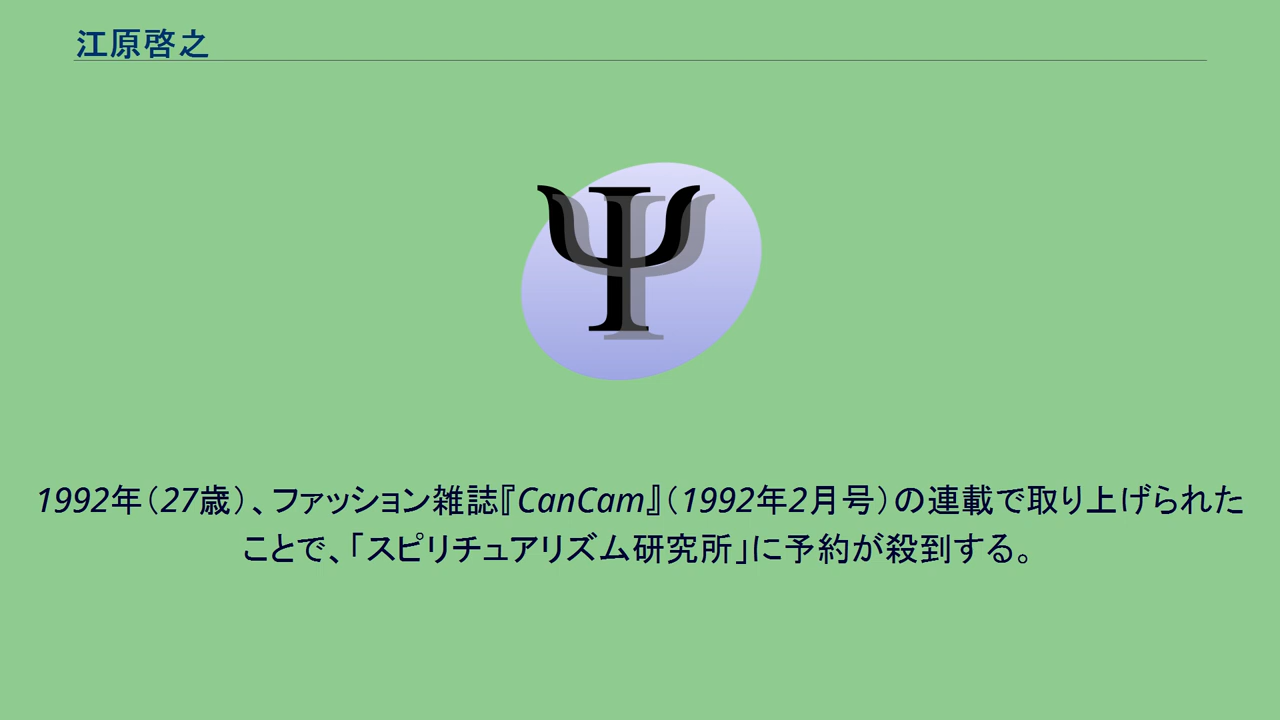 江原啓之
Ψ
1992年（27歳）、ファッション雑誌『CanCam』（1992年2月号）の連載で取り上げられた
ことで、「スピリチュアリズム研究所」に予約が殺到する。